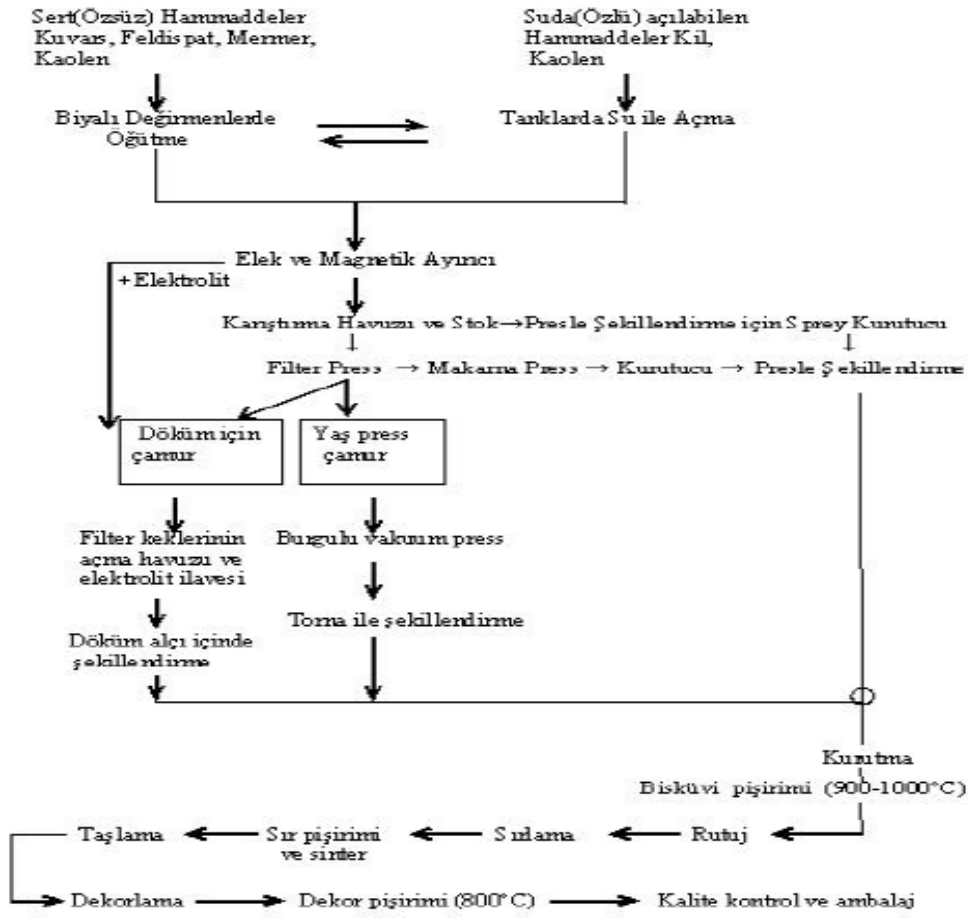 Sert(Özsüz) Hammaddeler
Kuvars, Feldispat, Mermer,
Kaolen
Suda(Özlü) açılabilen
Hammaddeler Kil,
Kaolen
Biyalı Değirmenlerde
Öğütme
Tanklarda Su ile Açma
Elek ve Magnetik Ayırıcı
+Elektrolit
Karıştırma Havuzu ve Stok→Presle Şekillendirme için Sprey Kurutucu
↓ ↓
Filter Press → Makarna Press → Kurutucu → Presle Şekillendirme
Döküm için
çamur
Yaş press
çamur
Filter keklerinin
açma havuzu ve
elektrolit ilavesi
Burgulu vakuum press
Döküm alçı içinde
şekillendirme
Torna ile şekillendirme
Kurutma
Bisküvi pişirimi (900-1000°C)
Taşlama
Sır pişirimi
ve sinter
Sırlama
Rutuj
Dekorlama
Dekor pişirimi (800°C)
Kalite kontrol ve ambalaj